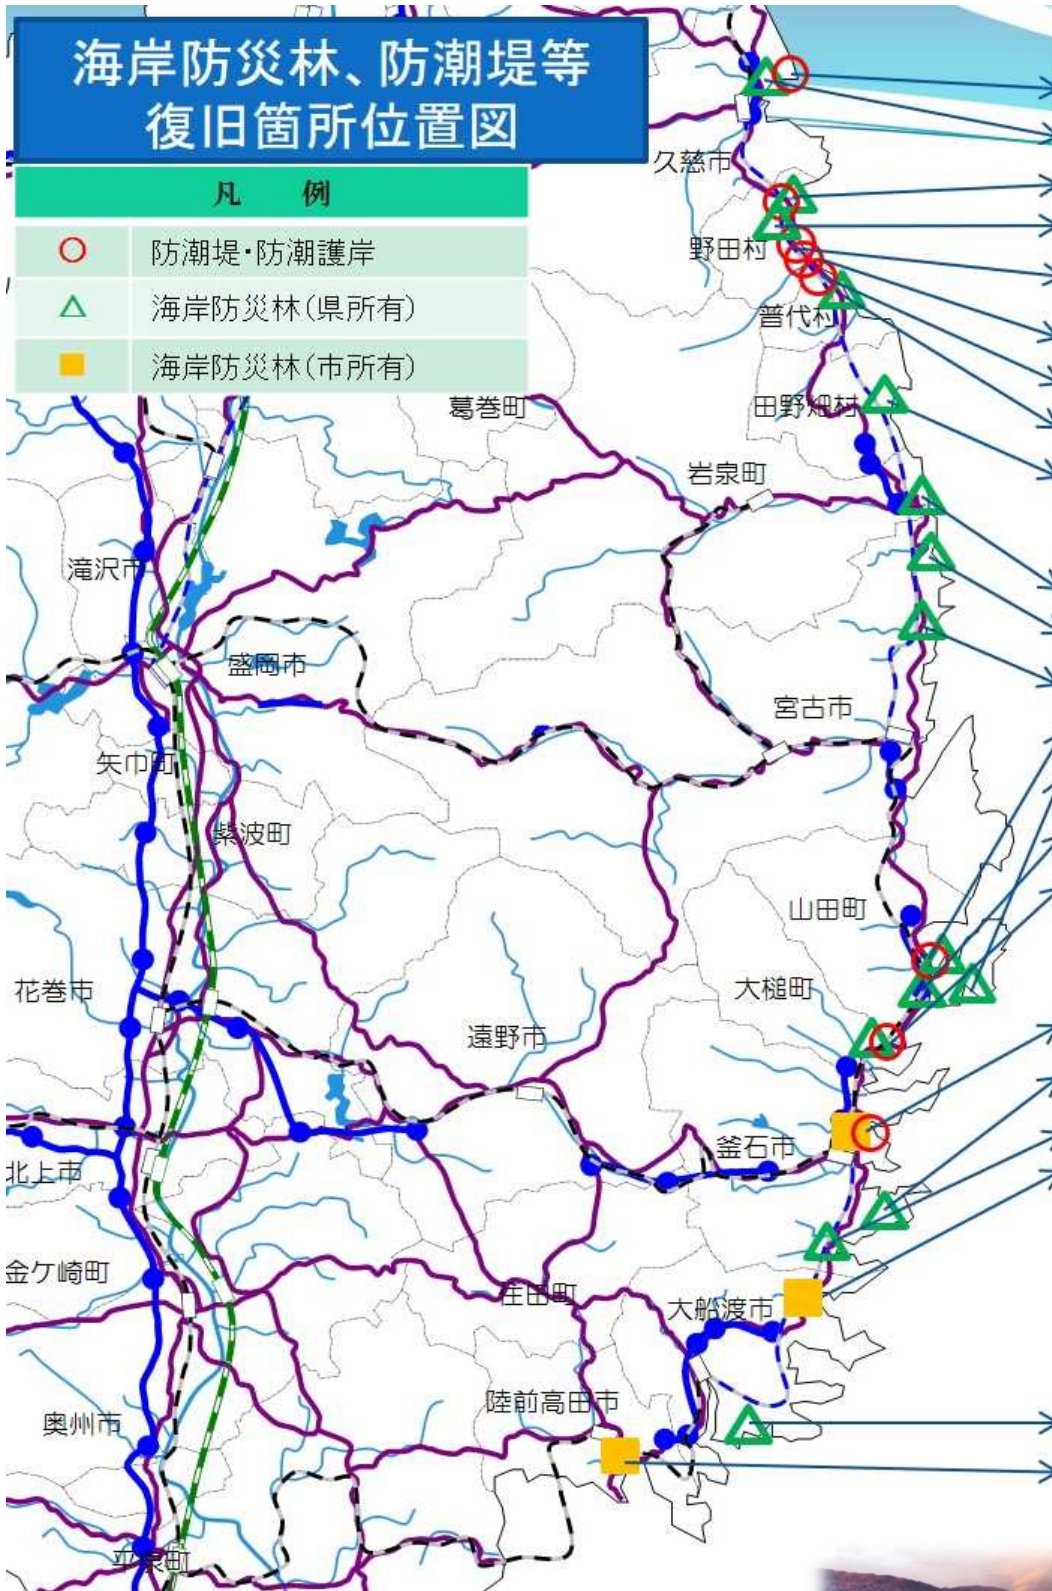 海岸防災林、防潮堤等
復旧箇所位置図
凡　例
防潮堤・防潮護岸
海岸防災林(県所有)
海岸防災林(市所有)
久慈市
野田村
普代村
田野畑村
葛巻町
岩泉町
滝沢市
盛岡市
宮古市
矢巾町
紫波町
山田町
大槌町
花巻市
遠野市
釜石市
北上市
金ケ崎町
住田町
大船渡市
陸前高田市
奥州市
平泉町